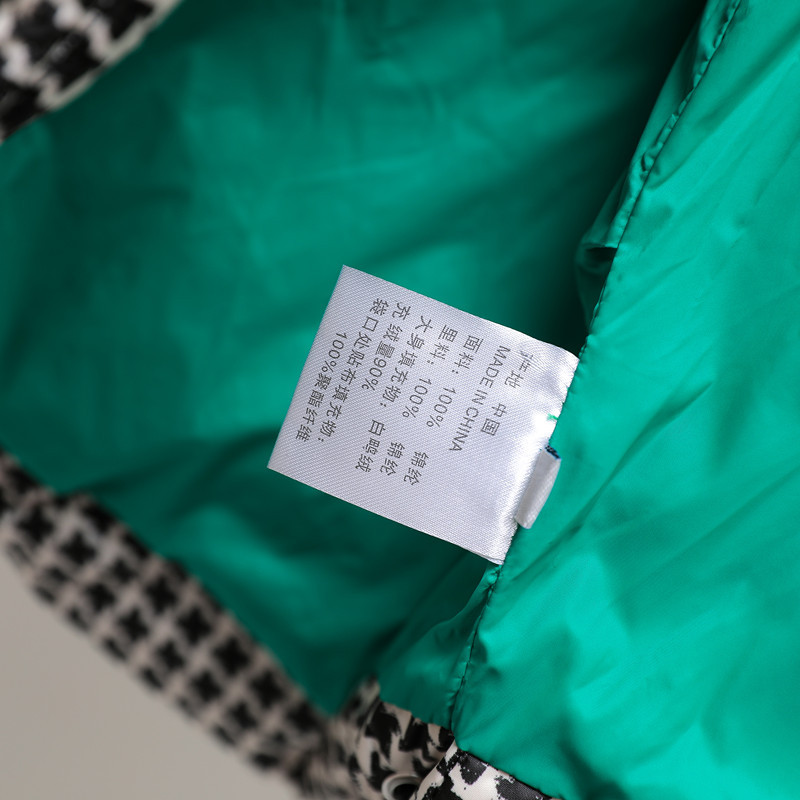 产地 中国
MADE IN CHINA
面料：100% 锦纶
里料：100% 锦纶
大身填充物：白鸭绒
充绒量90%
袋口处贴布填充物：
100%聚酯纤维